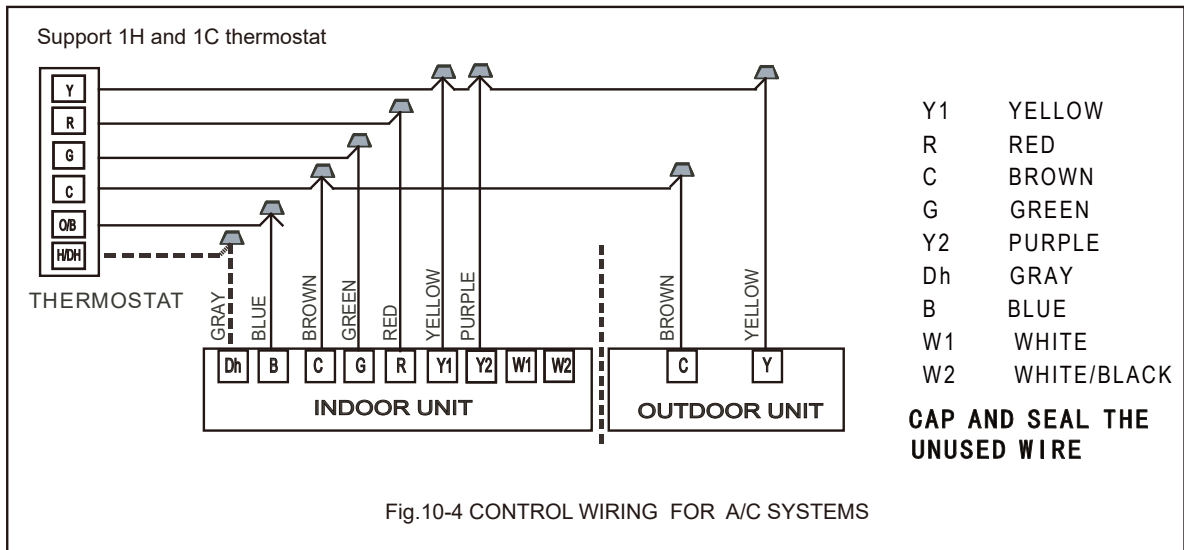 Support 1H and 1C thermostat
Y
R
G
C
O/B
H/DH
THERMOSTAT
GRAY
BLUE
BROWN
GREEN
RED
YELLOW
PURPLE
BROWN
YELLOW
Dh B C G R Y1 Y2 W1 W2
INDOOR UNIT
C Y
OUTDOOR UNIT
Y1 YELLOW
R RED
C BROWN
G GREEN
Y2 PURPLE
Dh GRAY
B BLUE
W1 WHITE
W2 WHITE/BLACK
CAP AND SEAL THE
UNUSED WIRE
Fig.10-4 CONTROL WIRING FOR A/C SYSTEMS